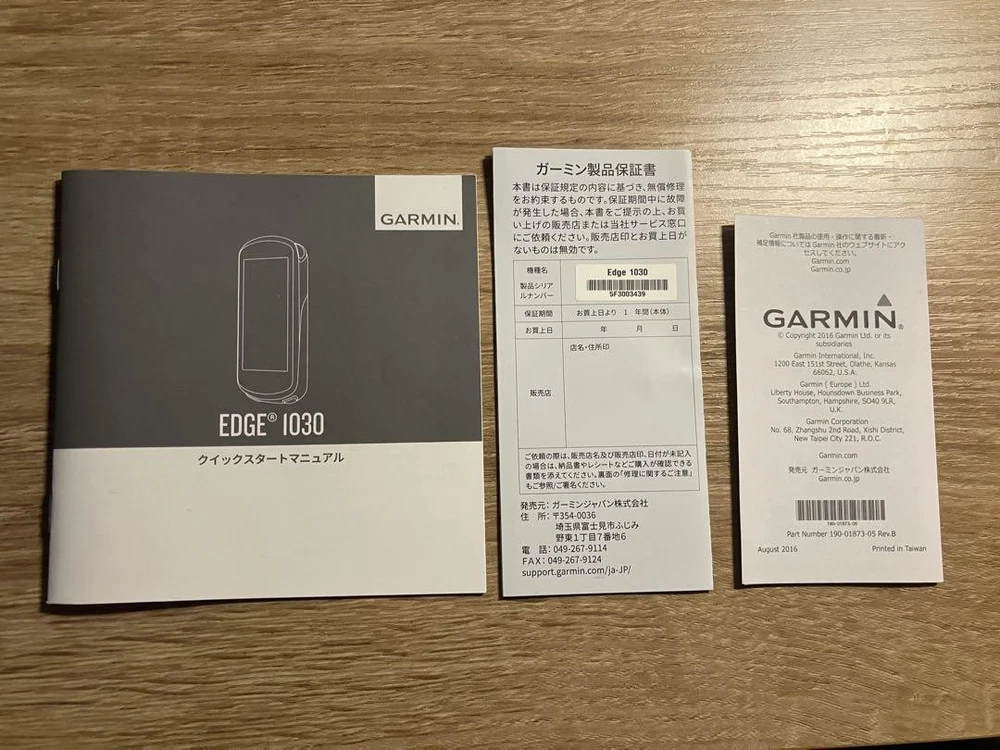 GARMIN®
EDGE® 1030
クイックスタートマニュアル
ガーミン製品保証書
本書は保証規定の内容に基づき、無償修理
をお約束するものです。保証期間中に故障
が発生した場合、本書をご提示の上、お買
い上げの販売店または当社サービス窓口
にご依頼ください。販売店印とお買上日が
ないものは無効です。
機種名
Edge 1030
製品シリア
ルナンバー
5F3003439
保証期間
お買上日より 1 年間(本体)
お買上日
年 月 日
店名・住所印
販売店
ご依頼の際は、販売店名及び販売店印、日付が未記入
の場合は、納品書やレシートなどご購入が確認できる
書類を添えてください。裏面の「修理に関するご注意」
もご参照/ご署名ください。
発売元：ガーミンジャパン株式会社
住 所：〒354-0036
埼玉県富士見市ふじみ
野東1丁目7番地6
電 話：049-267-9114
FAX：049-267-9124
support.garmin.com/ja-JP/
Garmin 社製品の使用・操作に関する最新・
補足情報については Garmin 社のウェブサイトにアク
セスしてください。
Garmin.com
Garmin.co.jp
GARMIN®
© Copyright 2016 Garmin Ltd. or its
subsidiaries
Garmin International, Inc.
1200 East 151st Street, Olathe, Kansas
66062, U.S.A.
Garmin ( Europe ) Ltd.
Liberty House, Hounsdown Business Park,
Southampton, Hampshire, SO40 9LR,
U.K.
Garmin Corporation
No. 68, Zhangshu 2nd Road, Xishi District,
New Taipei City 221, R.O.C.
Garmin.com
発売元 ガーミンジャパン株式会社
Garmin.co.jp
190-01873-05
Part Number 190-01873-05 Rev.B
August 2016
Printed in Taiwan